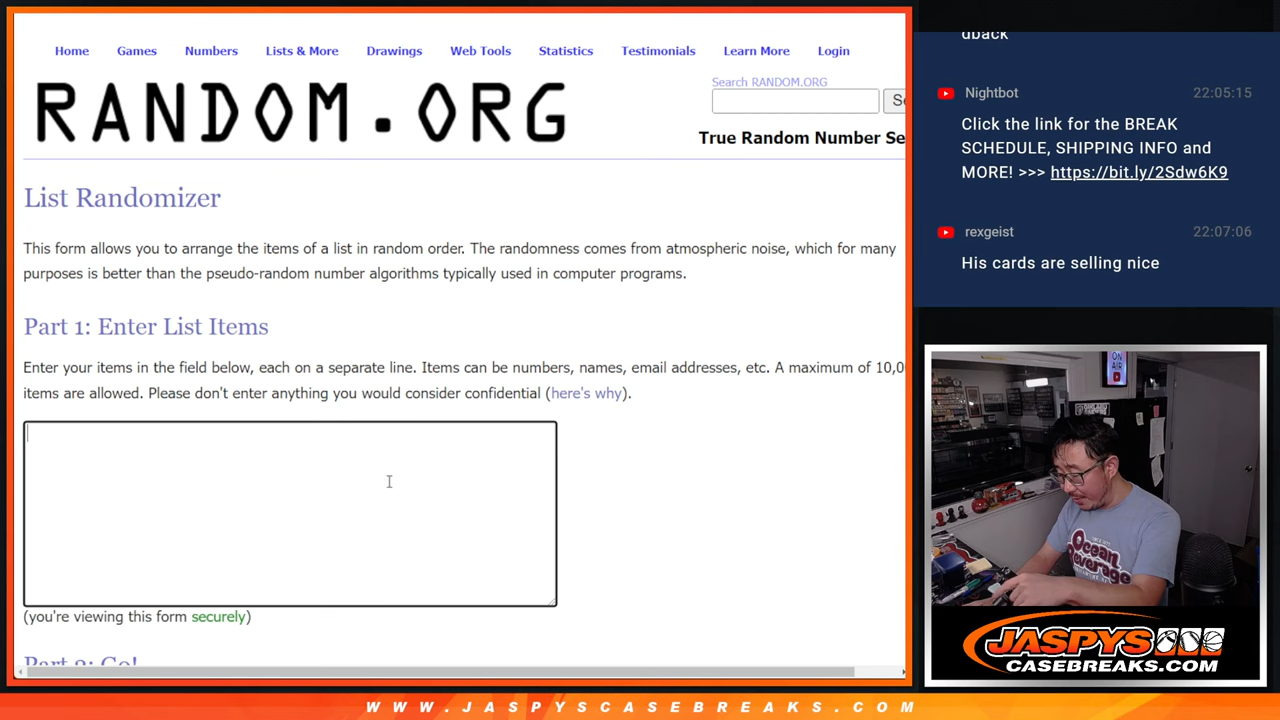 Home Games Numbers Lists & More Drawings Web Tools Statistics Testimonials Learn More Login
Search RANDOM.ORG
RANDOM.ORG
True Random Number Se
List Randomizer
This form allows you to arrange the items of a list in random order. The randomness comes from atmospheric noise, which for many
purposes is better than the pseudo-random number algorithms typically used in computer programs.
Part 1: Enter List Items
Enter your items in the field below, each on a separate line. Items can be numbers, names, email addresses, etc. A maximum of 10,0
items are allowed. Please don't enter anything you would consider confidential (here's why).
(you're viewing this form securely)
Part 2: Go!
dback
Nightbot 22:05:15
Click the link for the BREAK
SCHEDULE, SHIPPING INFO and
MORE! >>> https://bit.ly/2Sdw6K9
rexgeist 22:07:06
His cards are selling nice
ON
AIR
Ocean
Beverage
JASPYS
CASEBREAKS.COM
WWW.JASPYSCASEBREAKS.COM